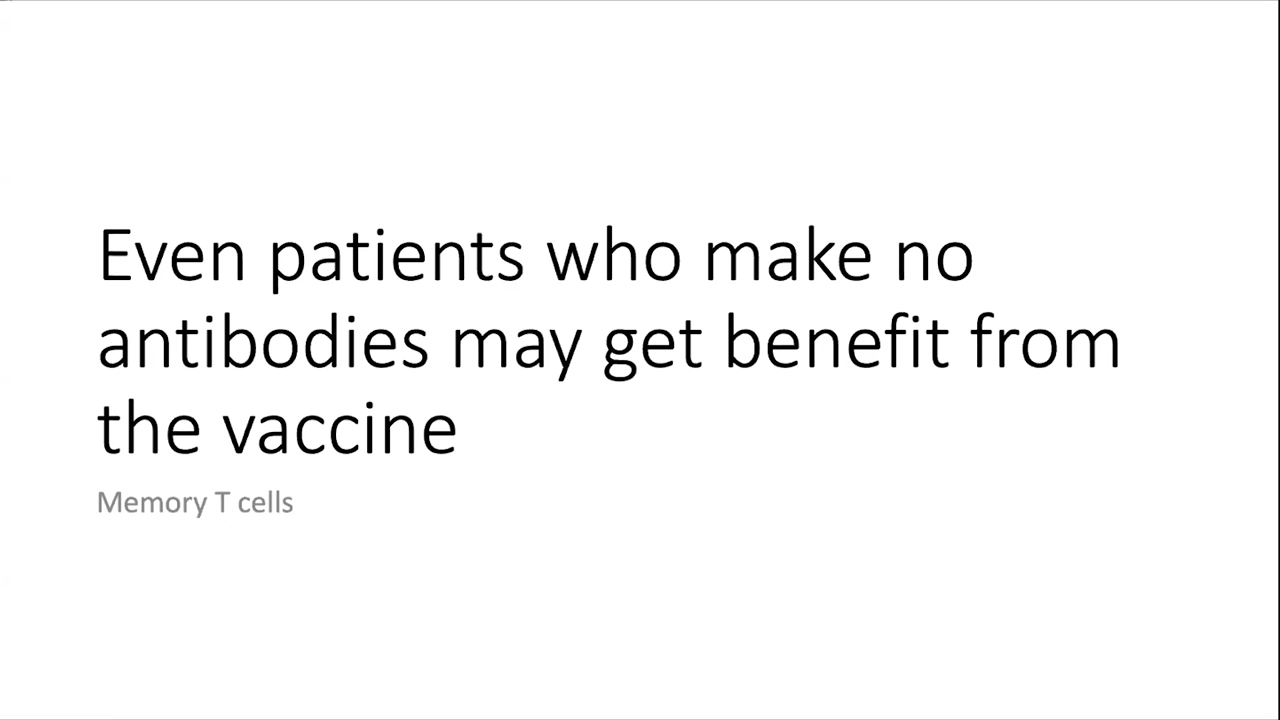 Even patients who make no
antibodies may get benefit from
the vaccine
Memory T cells